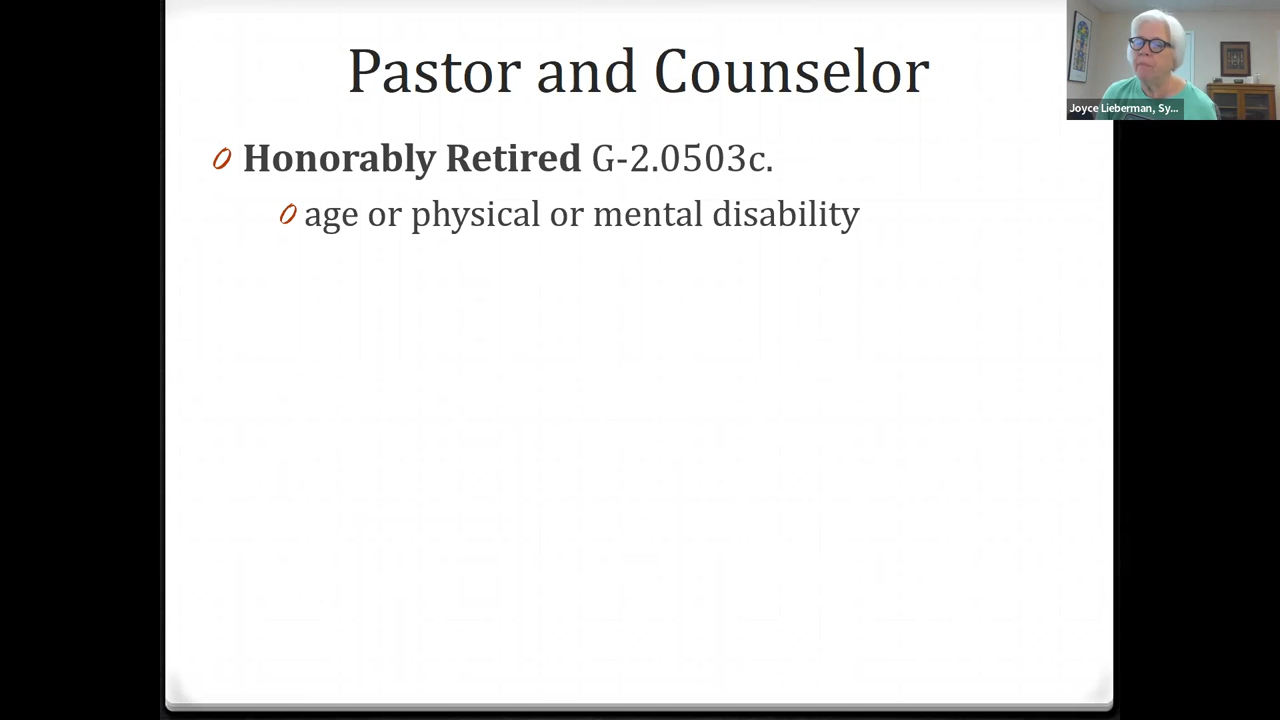 Pastor and Counselor
Honorably Retired G-2.0503c.
age or physical or mental disability
Joyce Lieberman, Sy...